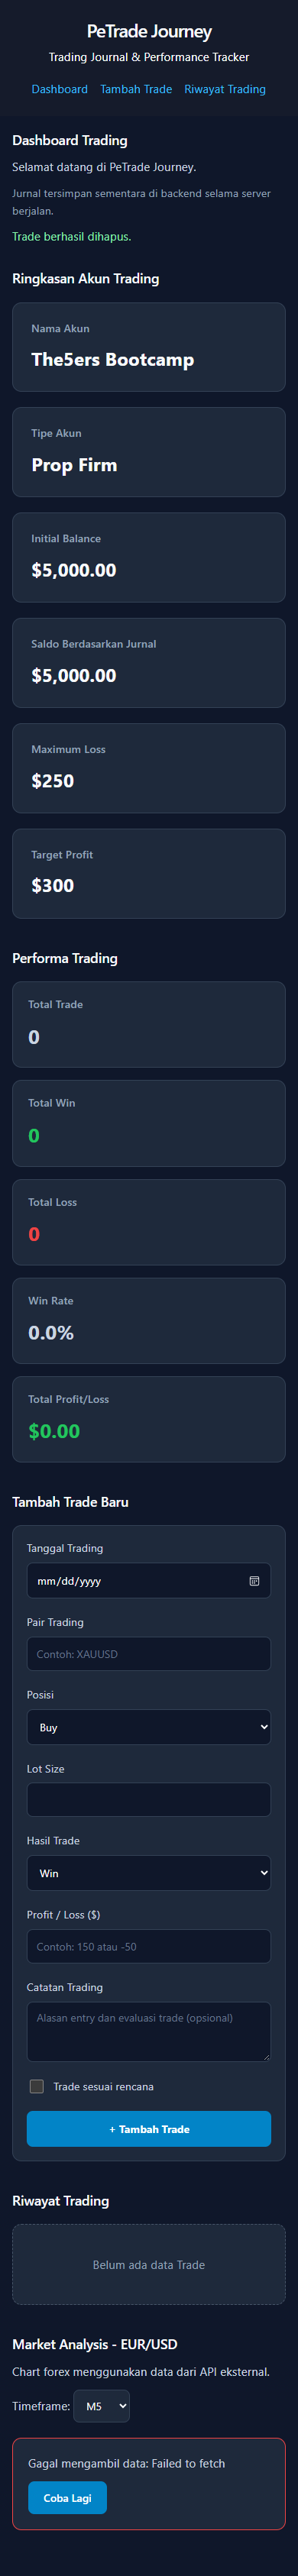 PeTrade Journey
Trading Journal & Performance Tracker
Dashboard Tambah Trade Riwayat Trading
Dashboard Trading
Selamat datang di PeTrade Journey.
Jurnal tersimpan sementara di backend selama server
berjalan.
Trade berhasil dihapus.
Ringkasan Akun Trading
Nama Akun
The5ers Bootcamp
Tipe Akun
Prop Firm
Initial Balance
$5,000.00
Saldo Berdasarkan Jurnal
$5,000.00
Maximum Loss
$250
Target Profit
$300
Performa Trading
Total Trade
0
Total Win
0
Total Loss
0
Win Rate
0.0%
Total Profit/Loss
$0.00
Tambah Trade Baru
Tanggal Trading
mm/dd/yyyy
Pair Trading
Contoh: XAUUSD
Posisi
Buy
Lot Size
Hasil Trade
Win
Profit / Loss ($)
Contoh: 150 atau -50
Catatan Trading
Alasan entry dan evaluasi trade (opsional)
Trade sesuai rencana
+ Tambah Trade
Riwayat Trading
Belum ada data Trade
Market Analysis - EUR/USD
Chart forex menggunakan data dari API eksternal.
Timeframe: M5
Gagal mengambil data: Failed to fetch
Coba Lagi